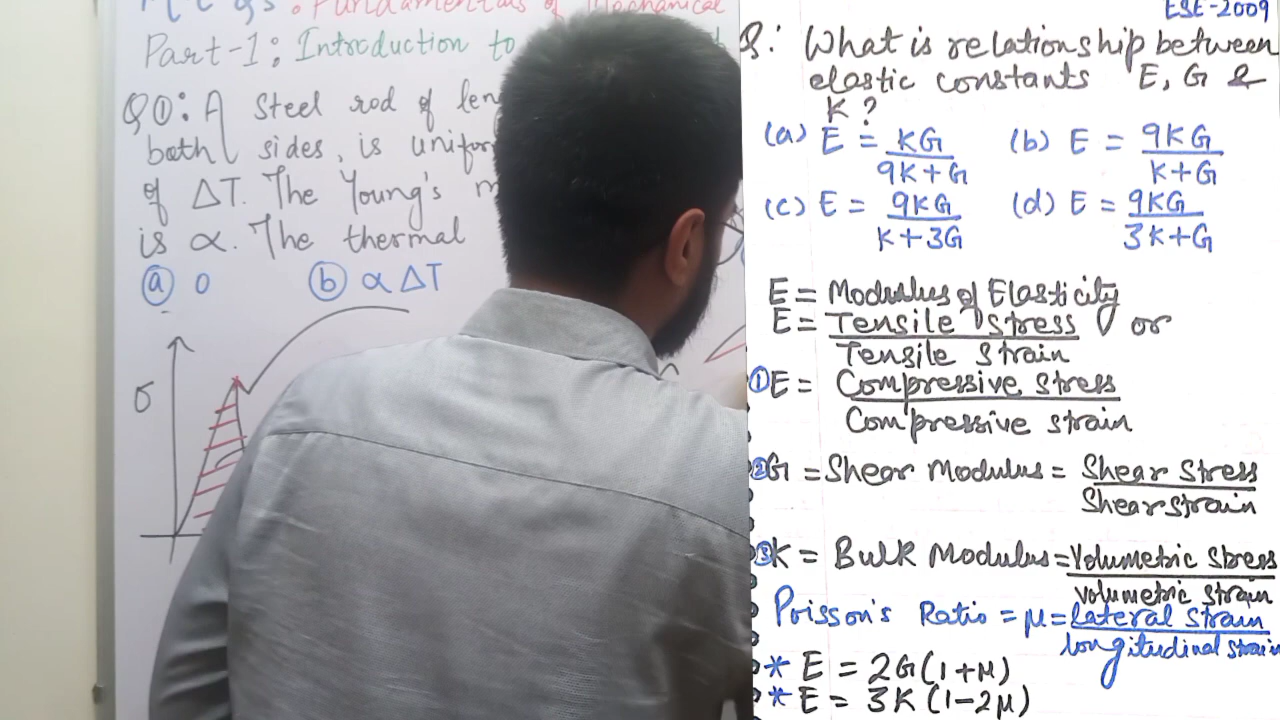 M.C.Q's: Fundamentals of Mechanical
Part-1: Introduction to
Q①: A steel rod of len
both sides, is unifor
of ΔT. The Young's m
is α. The thermal
ⓐ 0 ⓑ α ΔT
σ
ESE-2009
Q: What is relationship between
elastic constants E, G &
K?
(a) E = KG / 9K+G (b) E = 9KG / K+G
(c) E = 9KG / K+3G (d) E = 9KG / 3K+G
E = Modulus of Elasticity
E = Tensile stress / Tensile strain or
① E = Compressive stress / Compressive strain
② G = Shear Modulus = Shear stress / Shear strain
③ K = Bulk Modulus = Volumetric stress / volumetric strain
Poisson's Ratio = μ = lateral strain / longitudinal strain
* E = 2G(1+μ)
* E = 3K(1-2μ)